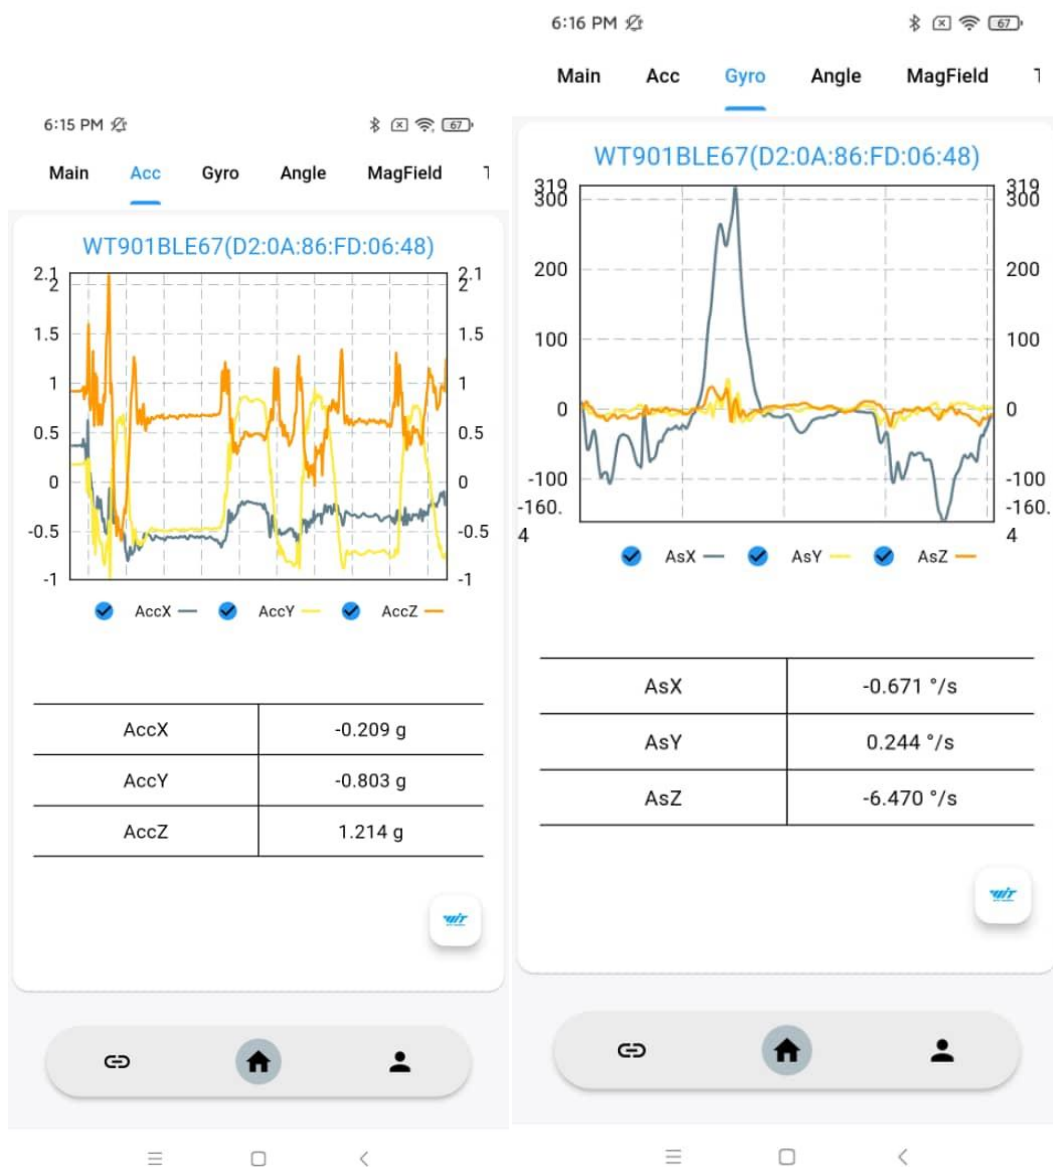 6:15 PM
67
Main Acc Gyro Angle MagField
WT901BLE67(D2:0A:86:FD:06:48)
2.1 2.1
2 2
1.5 1.5
1 1
0.5 0.5
0 0
-0.5 -0.5
-1 -1
AccX AccY AccZ
AccX -0.209 g
AccY -0.803 g
AccZ 1.214 g
WIT
6:16 PM
67
Main Acc Gyro Angle MagField
WT901BLE67(D2:0A:86:FD:06:48)
319 319
300 300
200 200
100 100
0 0
-100 -100
-160. -160.
4 4
AsX AsY AsZ
AsX -0.671 °/s
AsY 0.244 °/s
AsZ -6.470 °/s
WIT